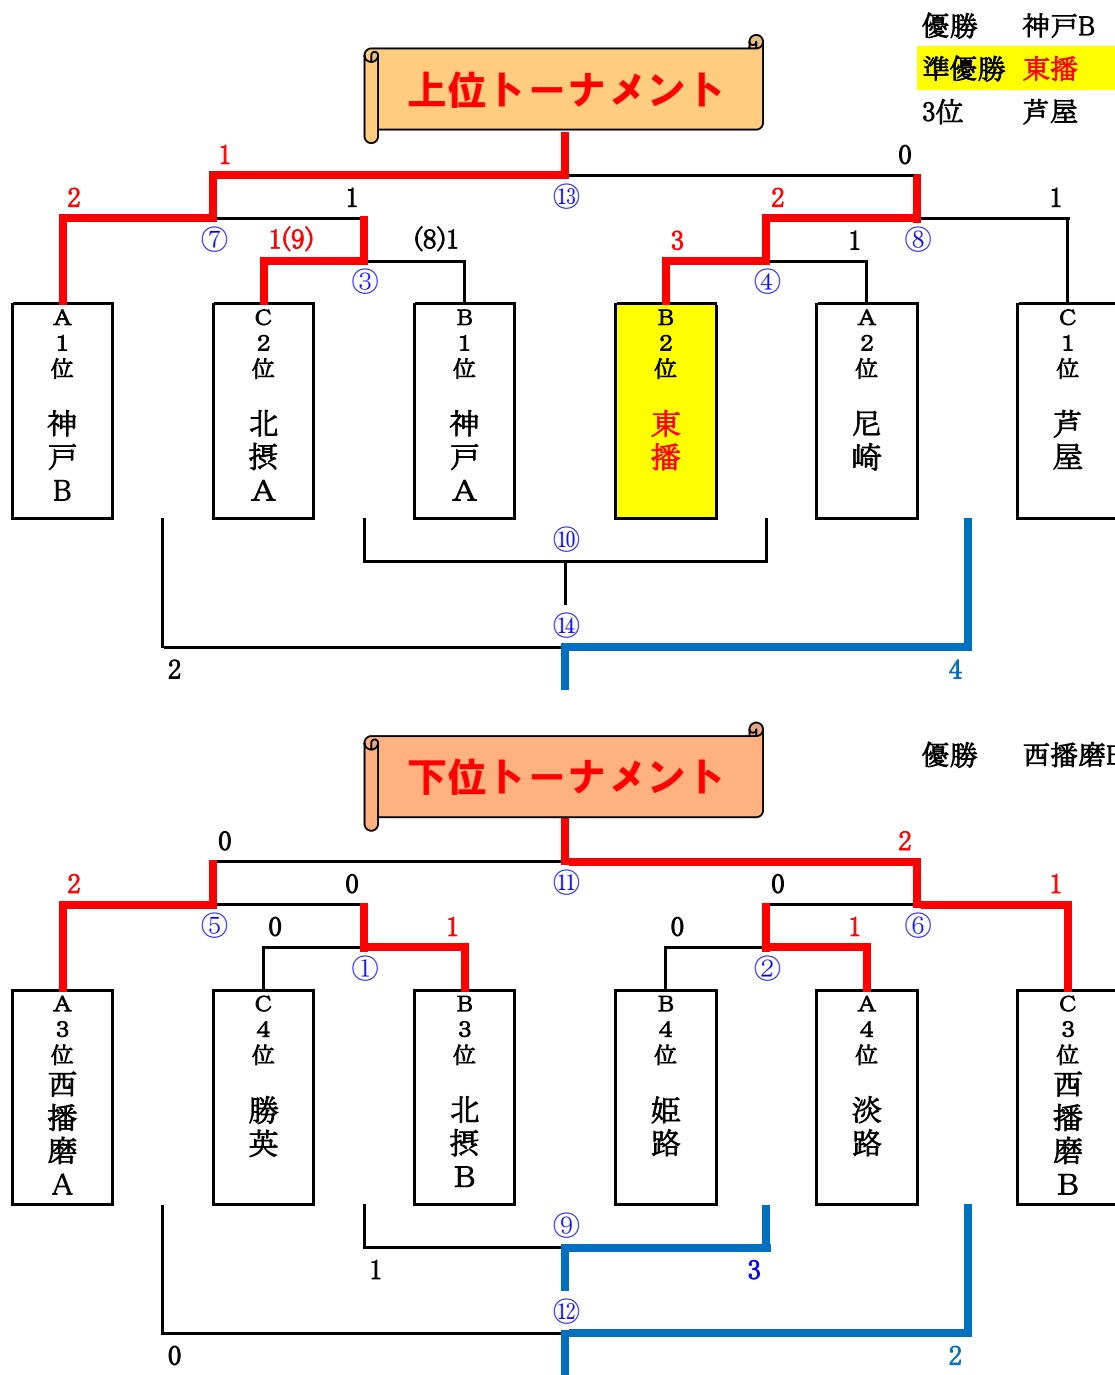 優勝 神戸B
準優勝 東播
3位 芦屋
上位トーナメント
1 0
⑬
2 1 2 1
⑦ ⑧
1(9) (8)1 3 1
③ ④
A1位 神戸B
C2位 北摂A
B1位 神戸A
B2位 東播
A2位 尼崎
C1位 芦屋
⑩
⑭
2 4
下位トーナメント
優勝 西播磨B
0 2
⑪
2 0 0 1
⑤ ⑥
0 1 0 1
① ②
A3位 西播磨A
C4位 勝英
B3位 北摂B
B4位 姫路
A4位 淡路
C3位 西播磨B
⑨
1 3
⑫
0 2